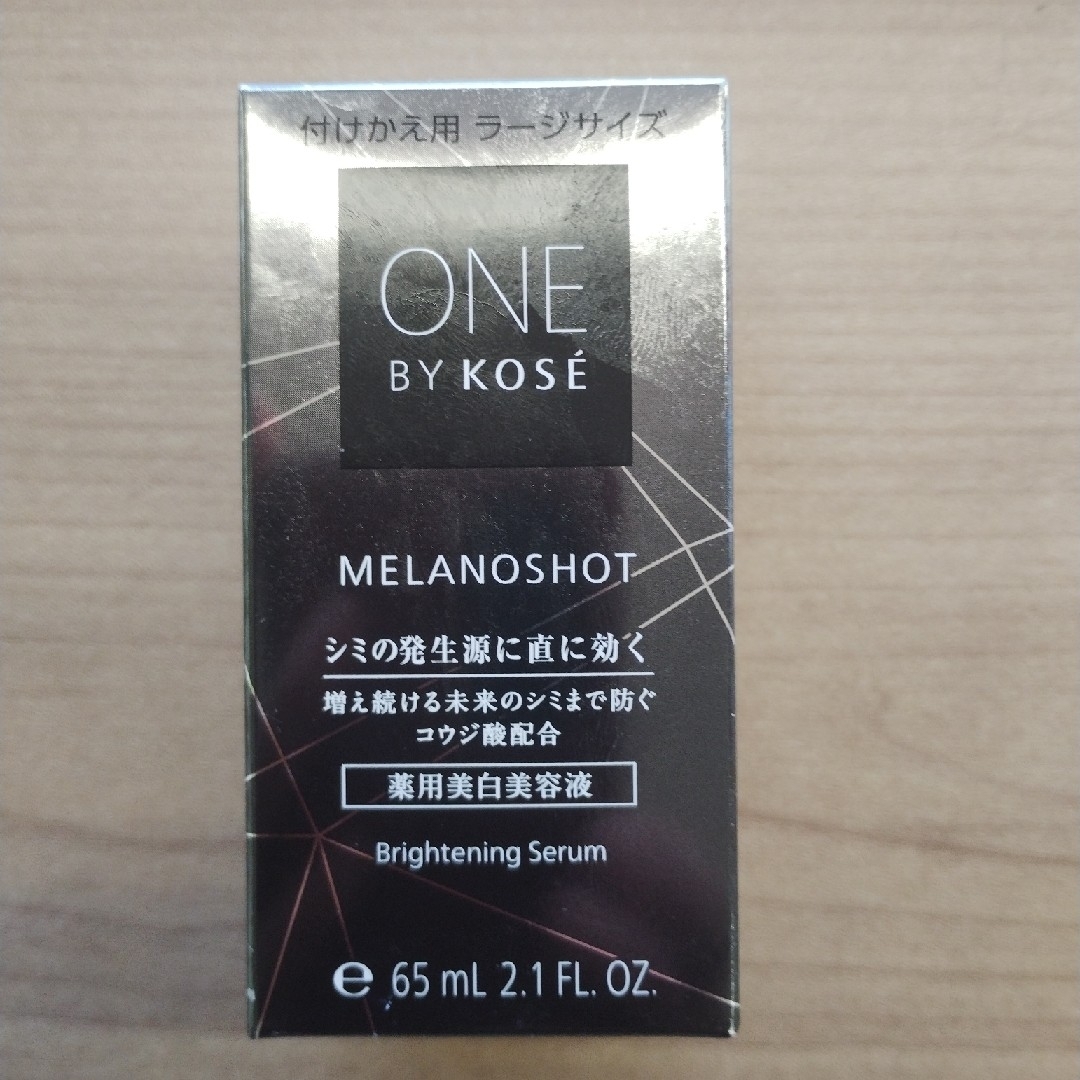 付けかえ用 ラージサイズ
ONE
BY KOSÉ
MELANOSHOT
シミの発生源に直に効く
増え続ける未来のシミまで防ぐ
コウジ酸配合
薬用美白美容液
Brightening Serum
℮ 65 mL 2.1 FL. OZ.